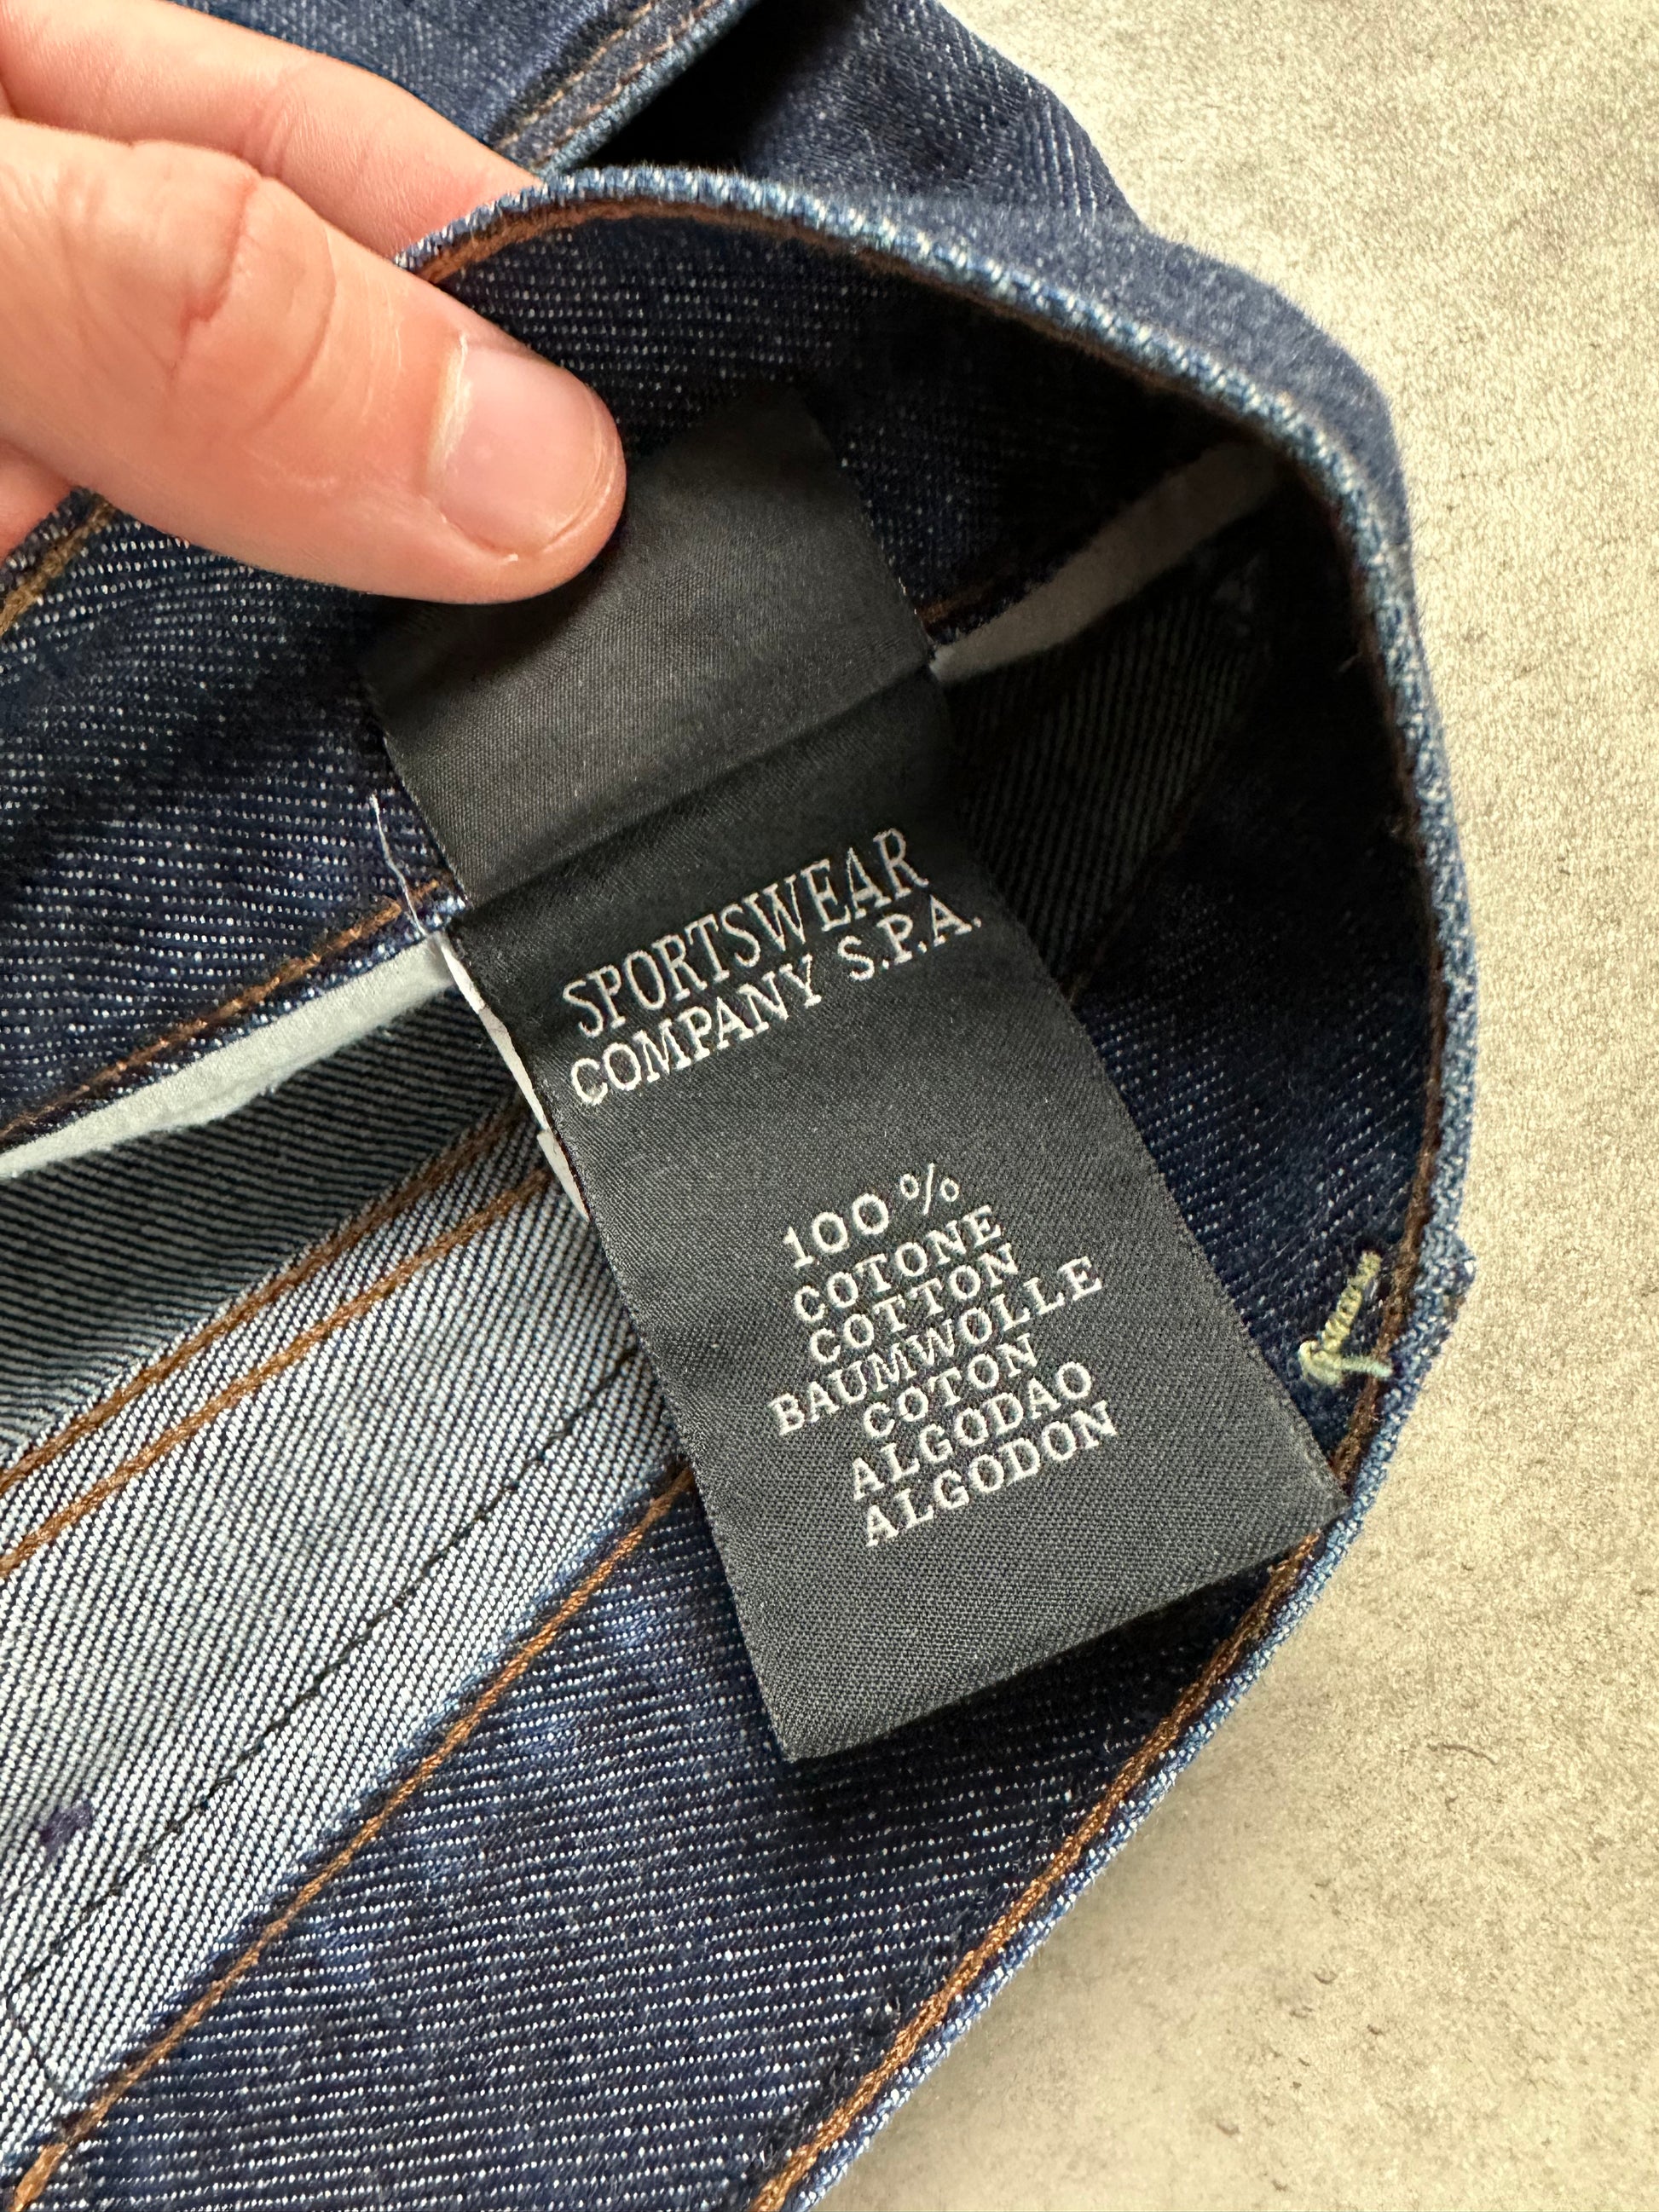 SPORTSWEAR
COMPANY S.P.A.
100 %
COTONE
COTTON
BAUMWOLLE
COTON
ALGODAO
ALGODON